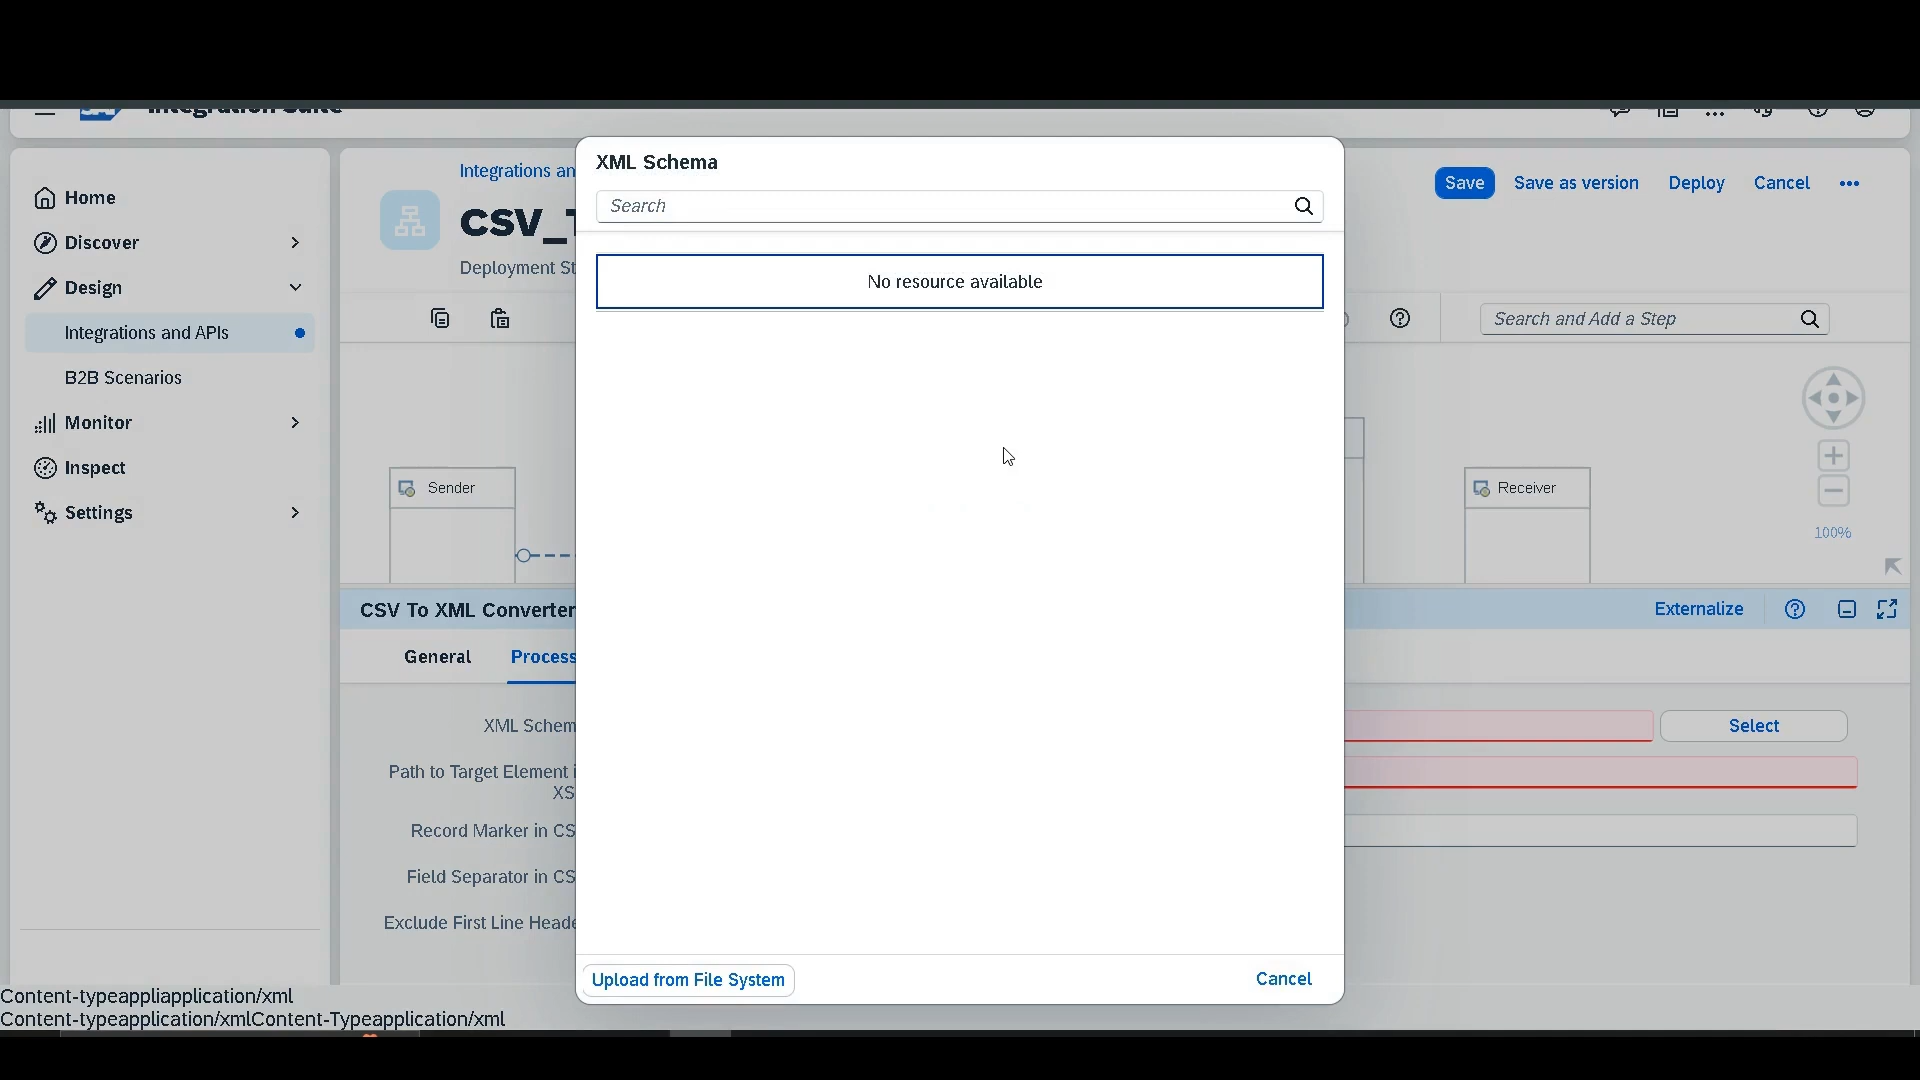 Integration Suite
Home
Discover
Design
Integrations and APIs
B2B Scenarios
Monitor
Inspect
Settings
Integrations an
CSV_T
Deployment St
Save
Save as version
Deploy
Cancel
Search and Add a Step
Sender
Receiver
100%
CSV To XML Converter
Externalize
General
Process
XML Schem
Select
Path to Target Element i
XS
Record Marker in CS
Field Separator in CS
Exclude First Line Heade
XML Schema
Search
No resource available
Upload from File System
Cancel
Content-typeappliapplication/xml
Content-typeapplication/xmlContent-Typeapplication/xml